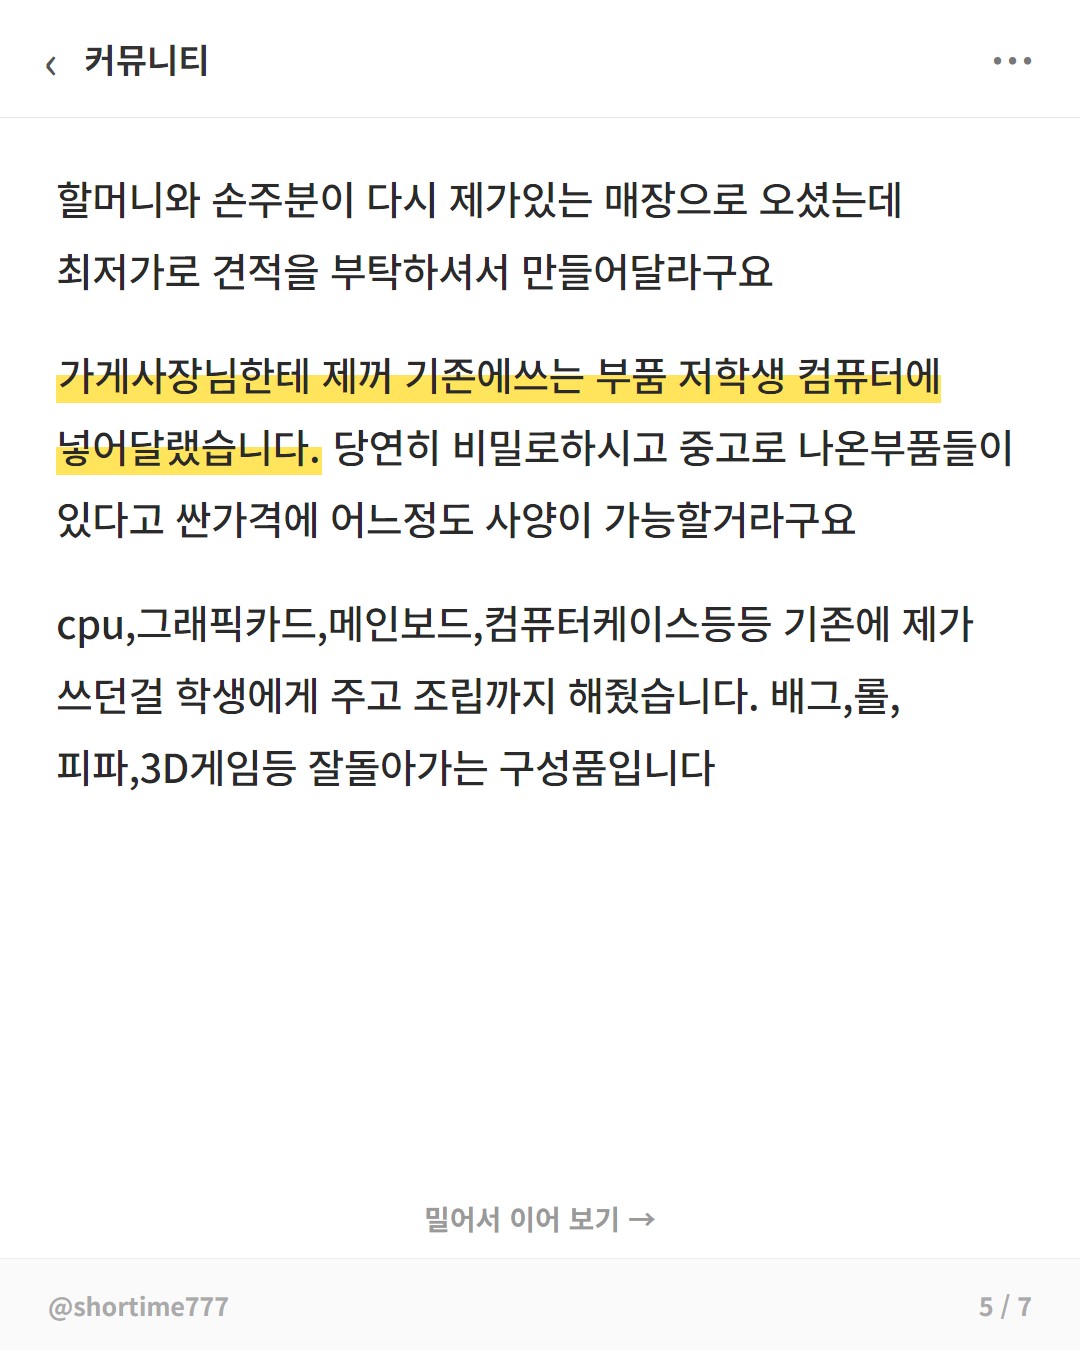 ‹ 커뮤니티 •••
할머니와 손주분이 다시 제가있는 매장으로 오셨는데
최저가로 견적을 부탁하셔서 만들어달라구요
가게사장님한테 제꺼 기존에쓰는 부품 저학생 컴퓨터에
넣어달랬습니다. 당연히 비밀로하시고 중고로 나온부품들이
있다고 싼가격에 어느정도 사양이 가능할거라구요
cpu,그래픽카드,메인보드,컴퓨터케이스등등 기존에 제가
쓰던걸 학생에게 주고 조립까지 해줬습니다. 배그,롤,
피파,3D게임등 잘돌아가는 구성품입니다
밀어서 이어 보기 →
@shortime777 5 / 7